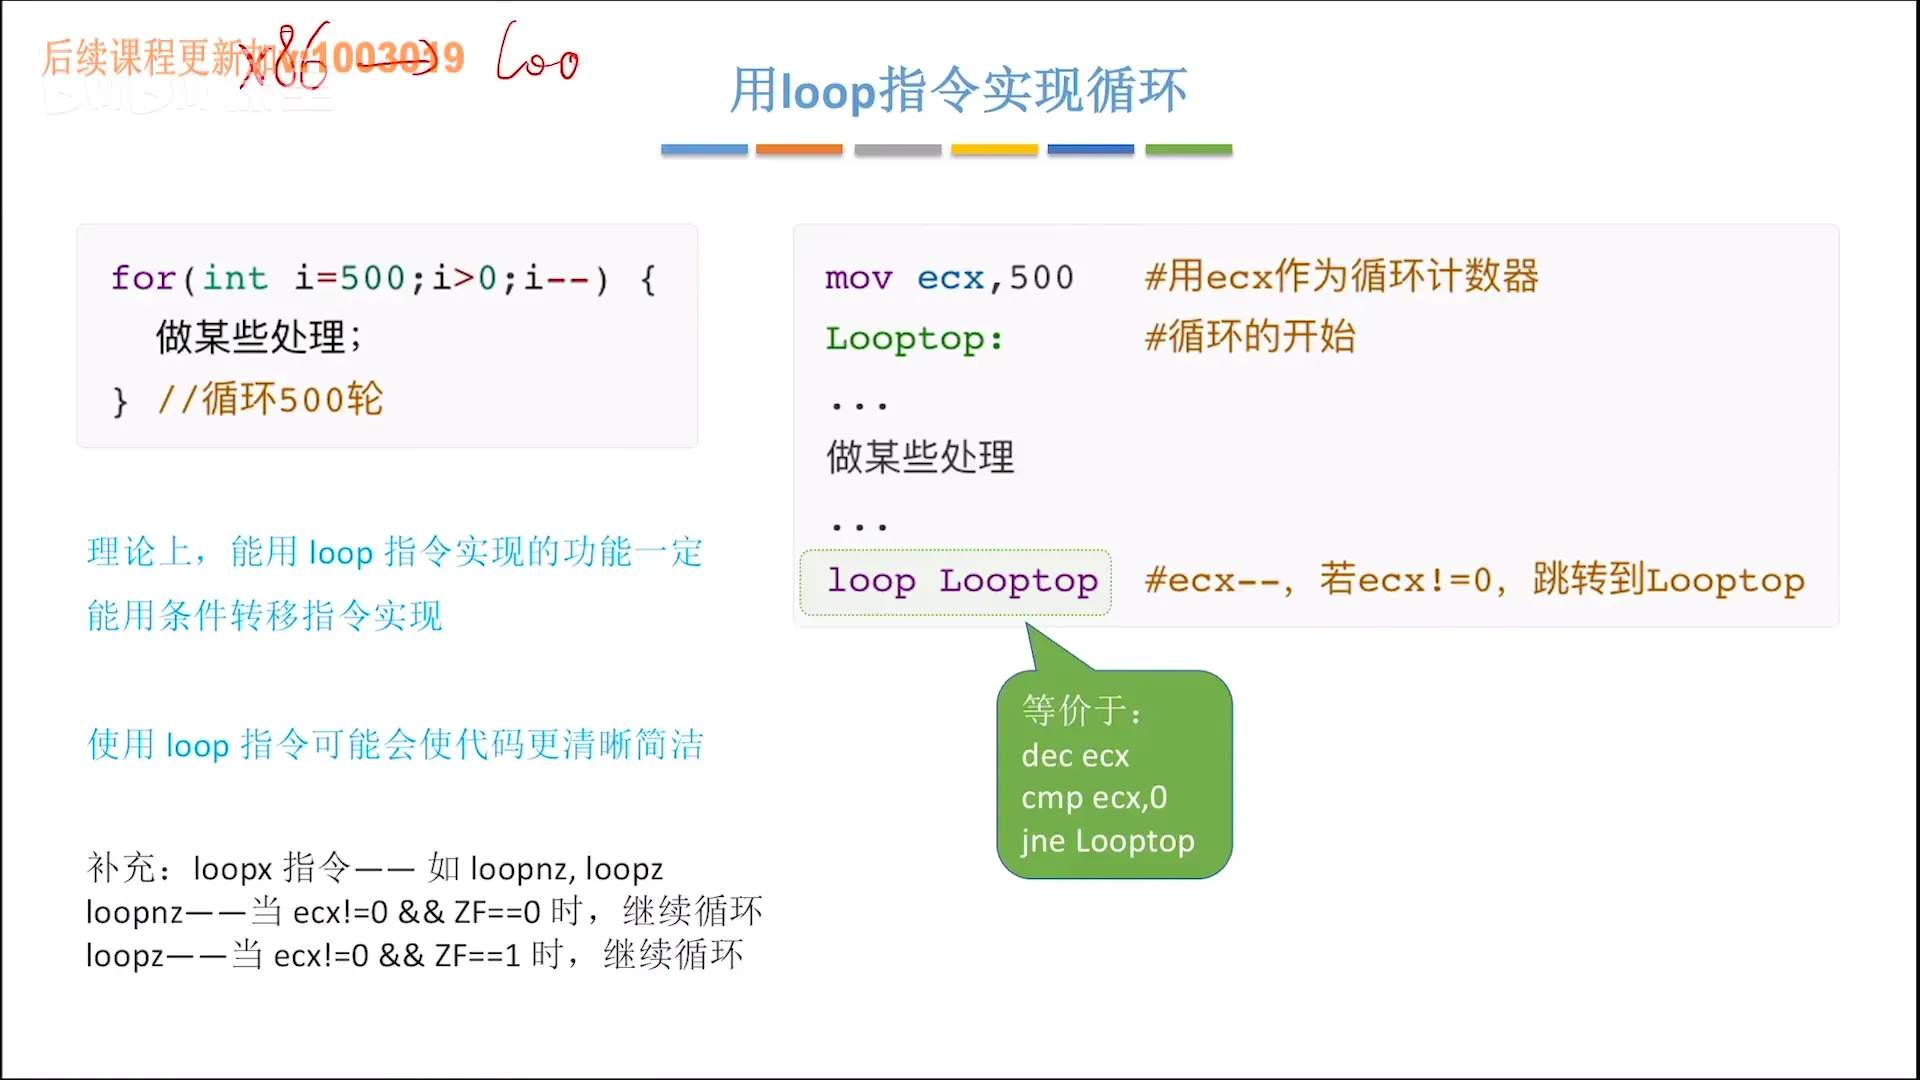 后续课程更新加v:1003019
x86 → loo
用loop指令实现循环
for(int i=500;i>0;i--) {
做某些处理;
} //循环500轮
mov ecx,500 #用ecx作为循环计数器
Looptop: #循环的开始
...
做某些处理
...
loop Looptop #ecx--, 若ecx!=0, 跳转到Looptop
等价于:
dec ecx
cmp ecx,0
jne Looptop
理论上，能用 loop 指令实现的功能一定
能用条件转移指令实现
使用 loop 指令可能会使代码更清晰简洁
补充：loopx 指令—— 如 loopnz, loopz
loopnz——当 ecx!=0 && ZF==0 时，继续循环
loopz——当 ecx!=0 && ZF==1 时，继续循环